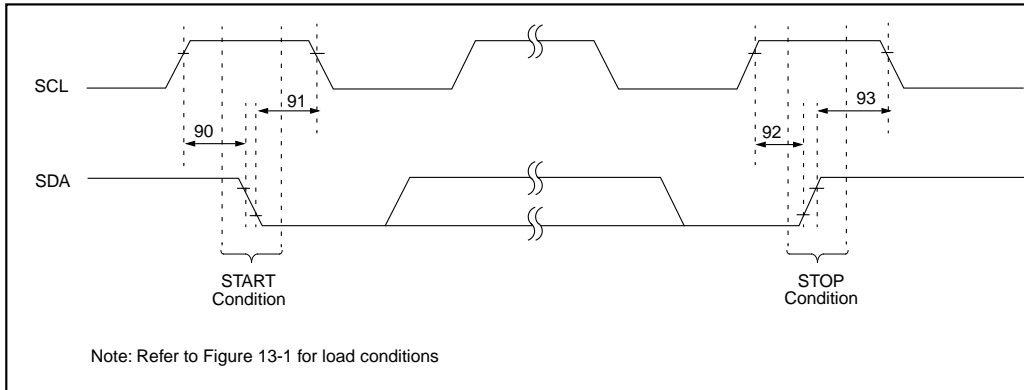 SCL
91
93
90
92
SDA
START
Condition
STOP
Condition
Note: Refer to Figure 13-1 for load conditions